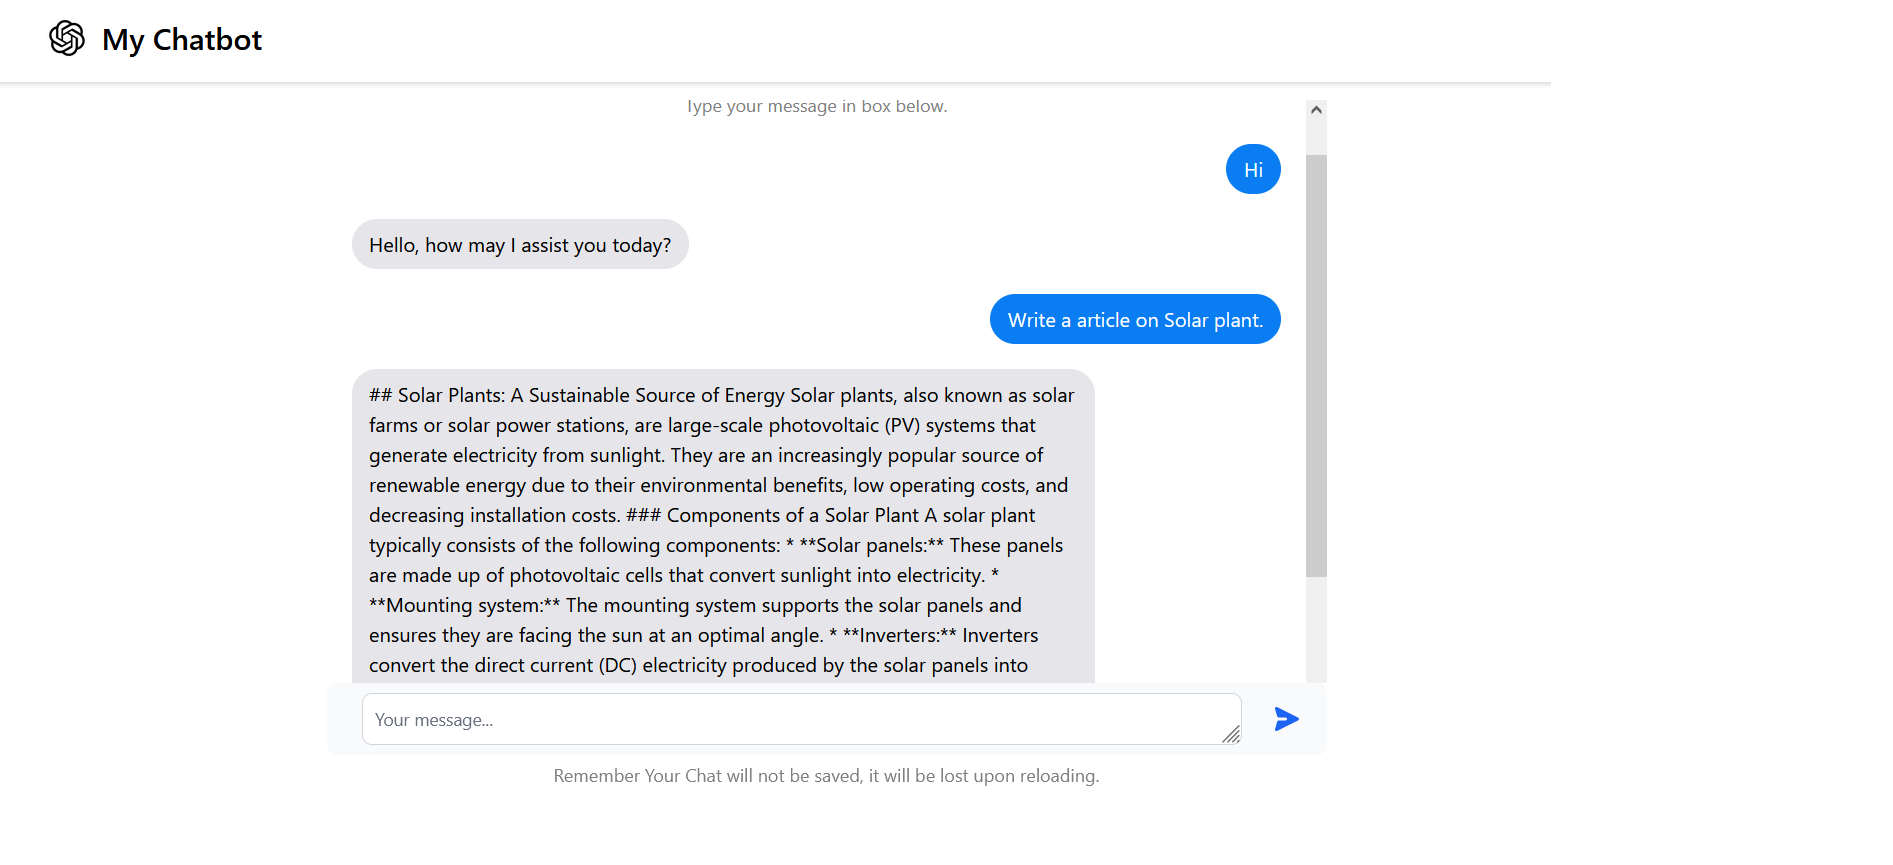 My Chatbot
Type your message in box below.
Hi
Hello, how may I assist you today?
Write a article on Solar plant.
## Solar Plants: A Sustainable Source of Energy Solar plants, also known as solar
farms or solar power stations, are large-scale photovoltaic (PV) systems that
generate electricity from sunlight. They are an increasingly popular source of
renewable energy due to their environmental benefits, low operating costs, and
decreasing installation costs. ### Components of a Solar Plant A solar plant
typically consists of the following components: * **Solar panels:** These panels
are made up of photovoltaic cells that convert sunlight into electricity. *
**Mounting system:** The mounting system supports the solar panels and
ensures they are facing the sun at an optimal angle. * **Inverters:** Inverters
convert the direct current (DC) electricity produced by the solar panels into
Your message...
Remember Your Chat will not be saved, it will be lost upon reloading.